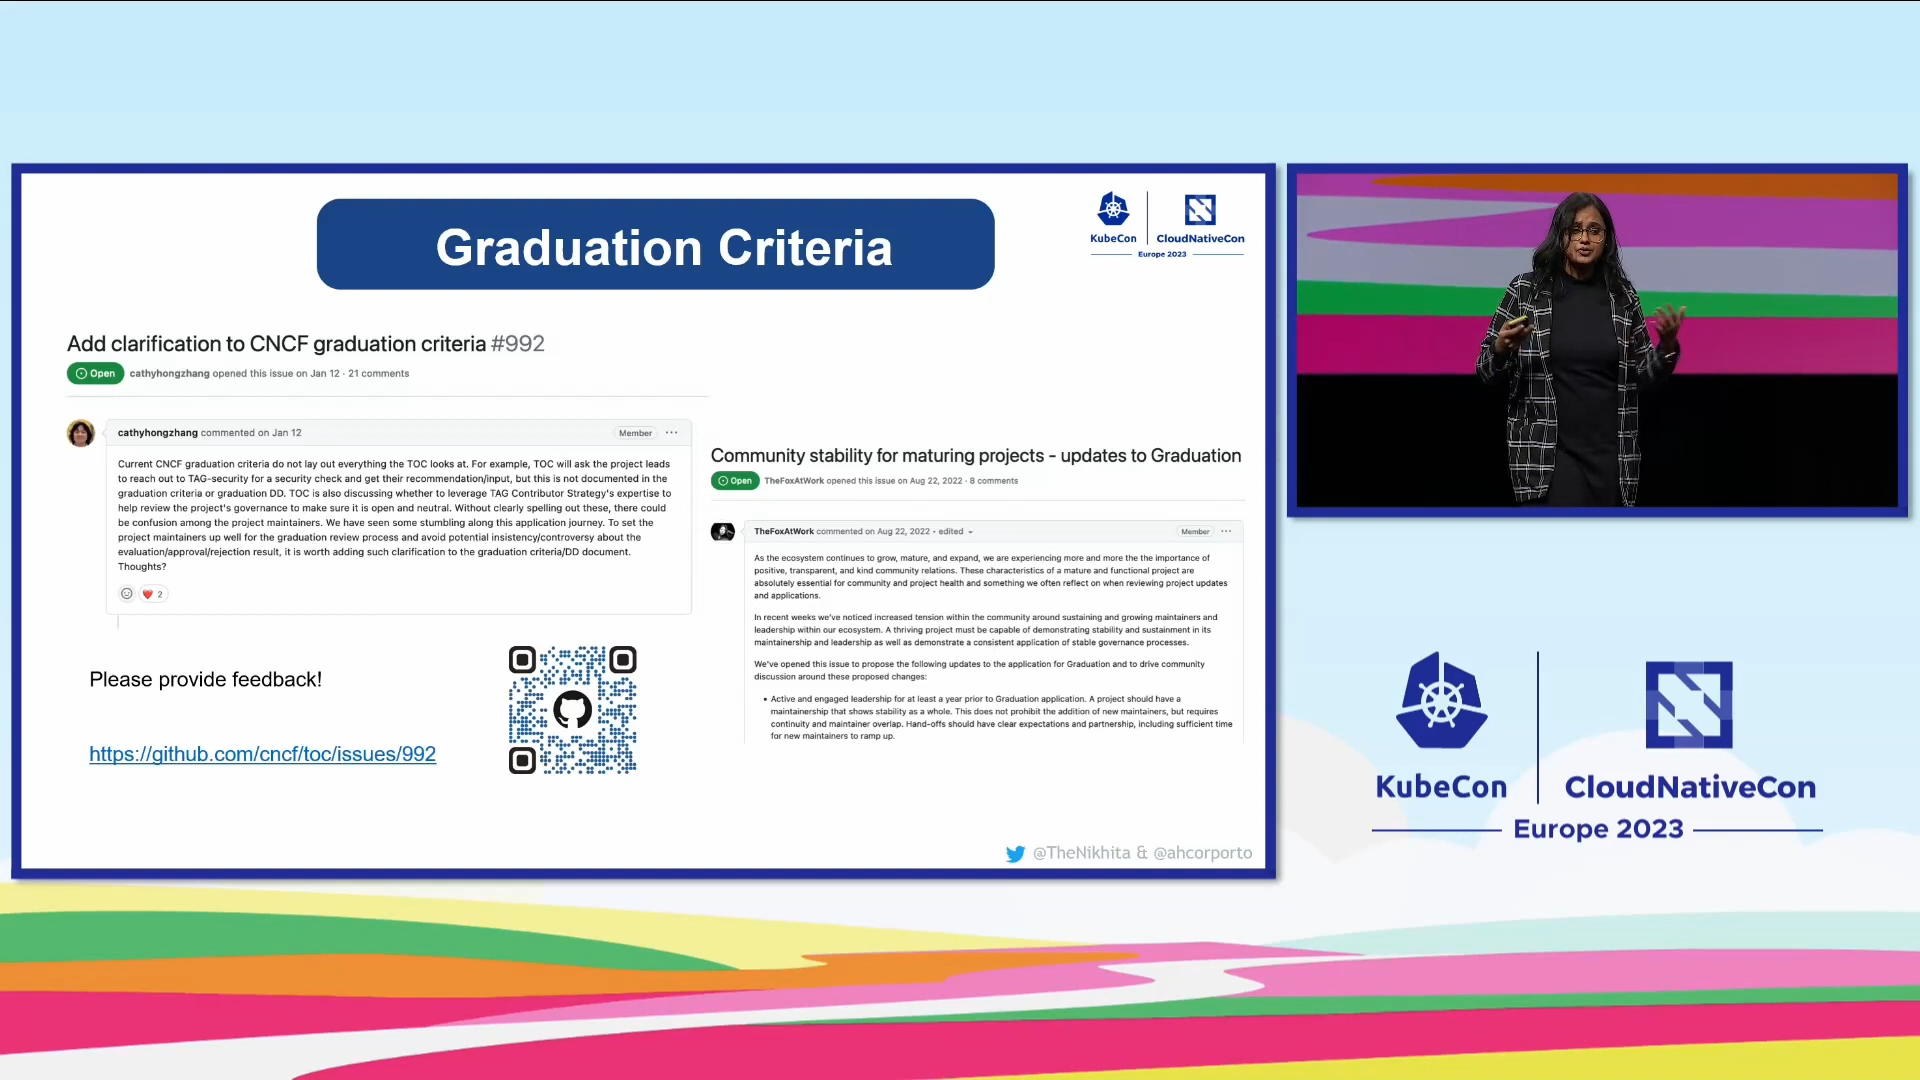 Graduation Criteria
KubeCon
CloudNativeCon
Europe 2023
Add clarification to CNCF graduation criteria #992
Open cathyhongzhang opened this issue on Jan 12 · 21 comments
cathyhongzhang commented on Jan 12 Member ···
Current CNCF graduation criteria do not lay out everything the TOC looks at. For example, TOC will ask the project leads
to reach out to TAG-security for a security check and get their recommendation/input, but this is not documented in the
graduation criteria or graduation DD. TOC is also discussing whether to leverage TAG Contributor Strategy's expertise to
help review the project's governance to make sure it is open and neutral. Without clearly spelling out these, there could
be confusion among the project maintainers. We have seen some stumbling along this application journey. To set the
project maintainers up well for the graduation review process and avoid potential insistency/controversy about the
evaluation/approval/rejection result, it is worth adding such clarification to the graduation criteria/DD document.
Thoughts?
2
Community stability for maturing projects - updates to Graduation
Open TheFoxAtWork opened this issue on Aug 22, 2022 · 8 comments
TheFoxAtWork commented on Aug 22, 2022 • edited Member ···
As the ecosystem continues to grow, mature, and expand, we are experiencing more and more the the importance of
positive, transparent, and kind community relations. These characteristics of a mature and functional project are
absolutely essential for community and project health and something we often reflect on when reviewing project updates
and applications.
In recent weeks we've noticed increased tension within the community around sustaining and growing maintainers and
leadership within our ecosystem. A thriving project must be capable of demonstrating stability and sustainment in its
maintainership and leadership as well as demonstrate a consistent application of stable governance processes.
We've opened this issue to propose the following updates to the application for Graduation and to drive community
discussion around these proposed changes:
• Active and engaged leadership for at least a year prior to Graduation application. A project should have a
maintainership that shows stability as a whole. This does not prohibit the addition of new maintainers, but requires
continuity and maintainer overlap. Hand-offs should have clear expectations and partnership, including sufficient time
for new maintainers to ramp up.
Please provide feedback!
https://github.com/cncf/toc/issues/992
@TheNikhita & @ahcorporto
KubeCon
CloudNativeCon
Europe 2023